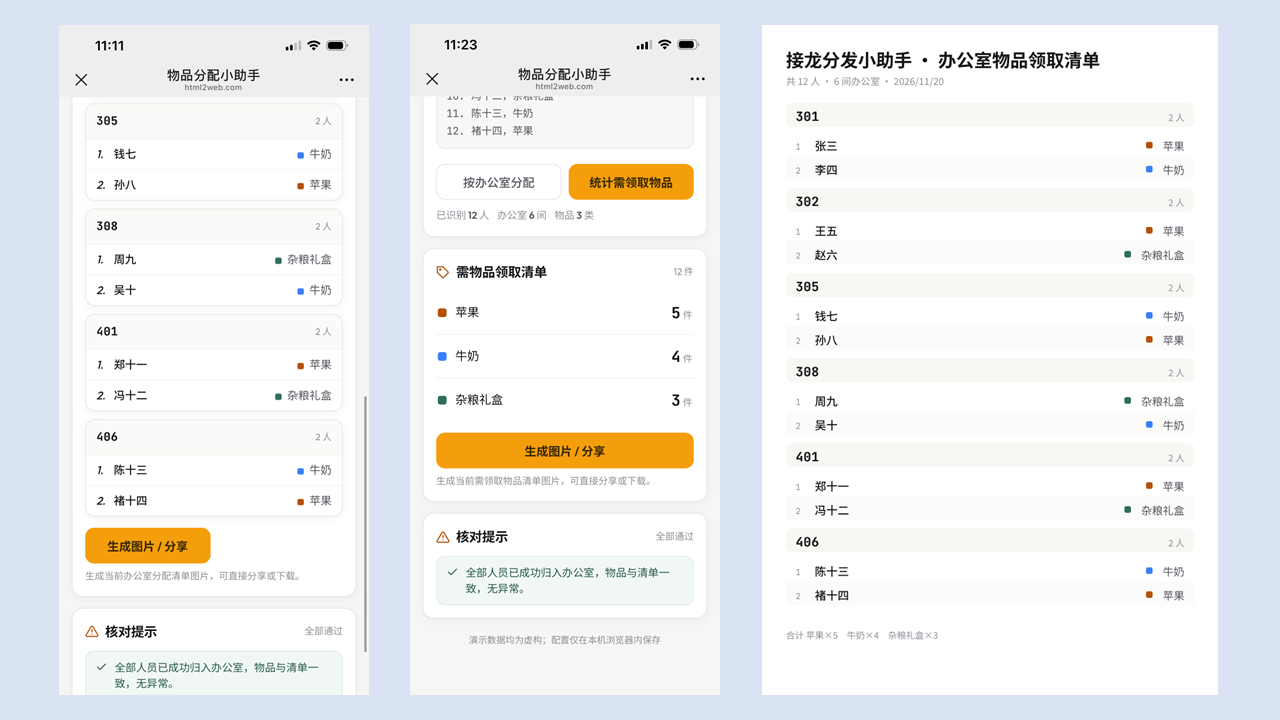 11:11
物品分配小助手
html2web.com
305
2 人
1. 钱七
牛奶
2. 孙八
苹果
308
2 人
1. 周九
杂粮礼盒
2. 吴十
牛奶
401
2 人
1. 郑十一
苹果
2. 冯十二
杂粮礼盒
406
2 人
1. 陈十三
牛奶
2. 褚十四
苹果
生成图片 / 分享
生成当前办公室分配清单图片，可直接分享或下载。
核对提示
全部通过
全部人员已成功归入办公室，物品与清单一
致，无异常。
11:23
物品分配小助手
html2web.com
10. 冯十二，杂粮礼盒
11. 陈十三，牛奶
12. 褚十四，苹果
按办公室分配
统计需领取物品
已识别 12 人 办公室 6 间 物品 3 类
需物品领取清单
12 件
苹果
5 件
牛奶
4 件
杂粮礼盒
3 件
生成图片 / 分享
生成当前需领取物品清单图片，可直接分享或下载。
核对提示
全部通过
全部人员已成功归入办公室，物品与清单一
致，无异常。
演示数据均为虚构；配置仅在本机浏览器内保存
接龙分发小助手 · 办公室物品领取清单
共 12 人 · 6 间办公室 · 2026/11/20
301
2 人
1 张三
苹果
2 李四
牛奶
302
2 人
1 王五
苹果
2 赵六
杂粮礼盒
305
2 人
1 钱七
牛奶
2 孙八
苹果
308
2 人
1 周九
杂粮礼盒
2 吴十
牛奶
401
2 人
1 郑十一
苹果
2 冯十二
杂粮礼盒
406
2 人
1 陈十三
牛奶
2 褚十四
苹果
合计 苹果×5 牛奶×4 杂粮礼盒×3